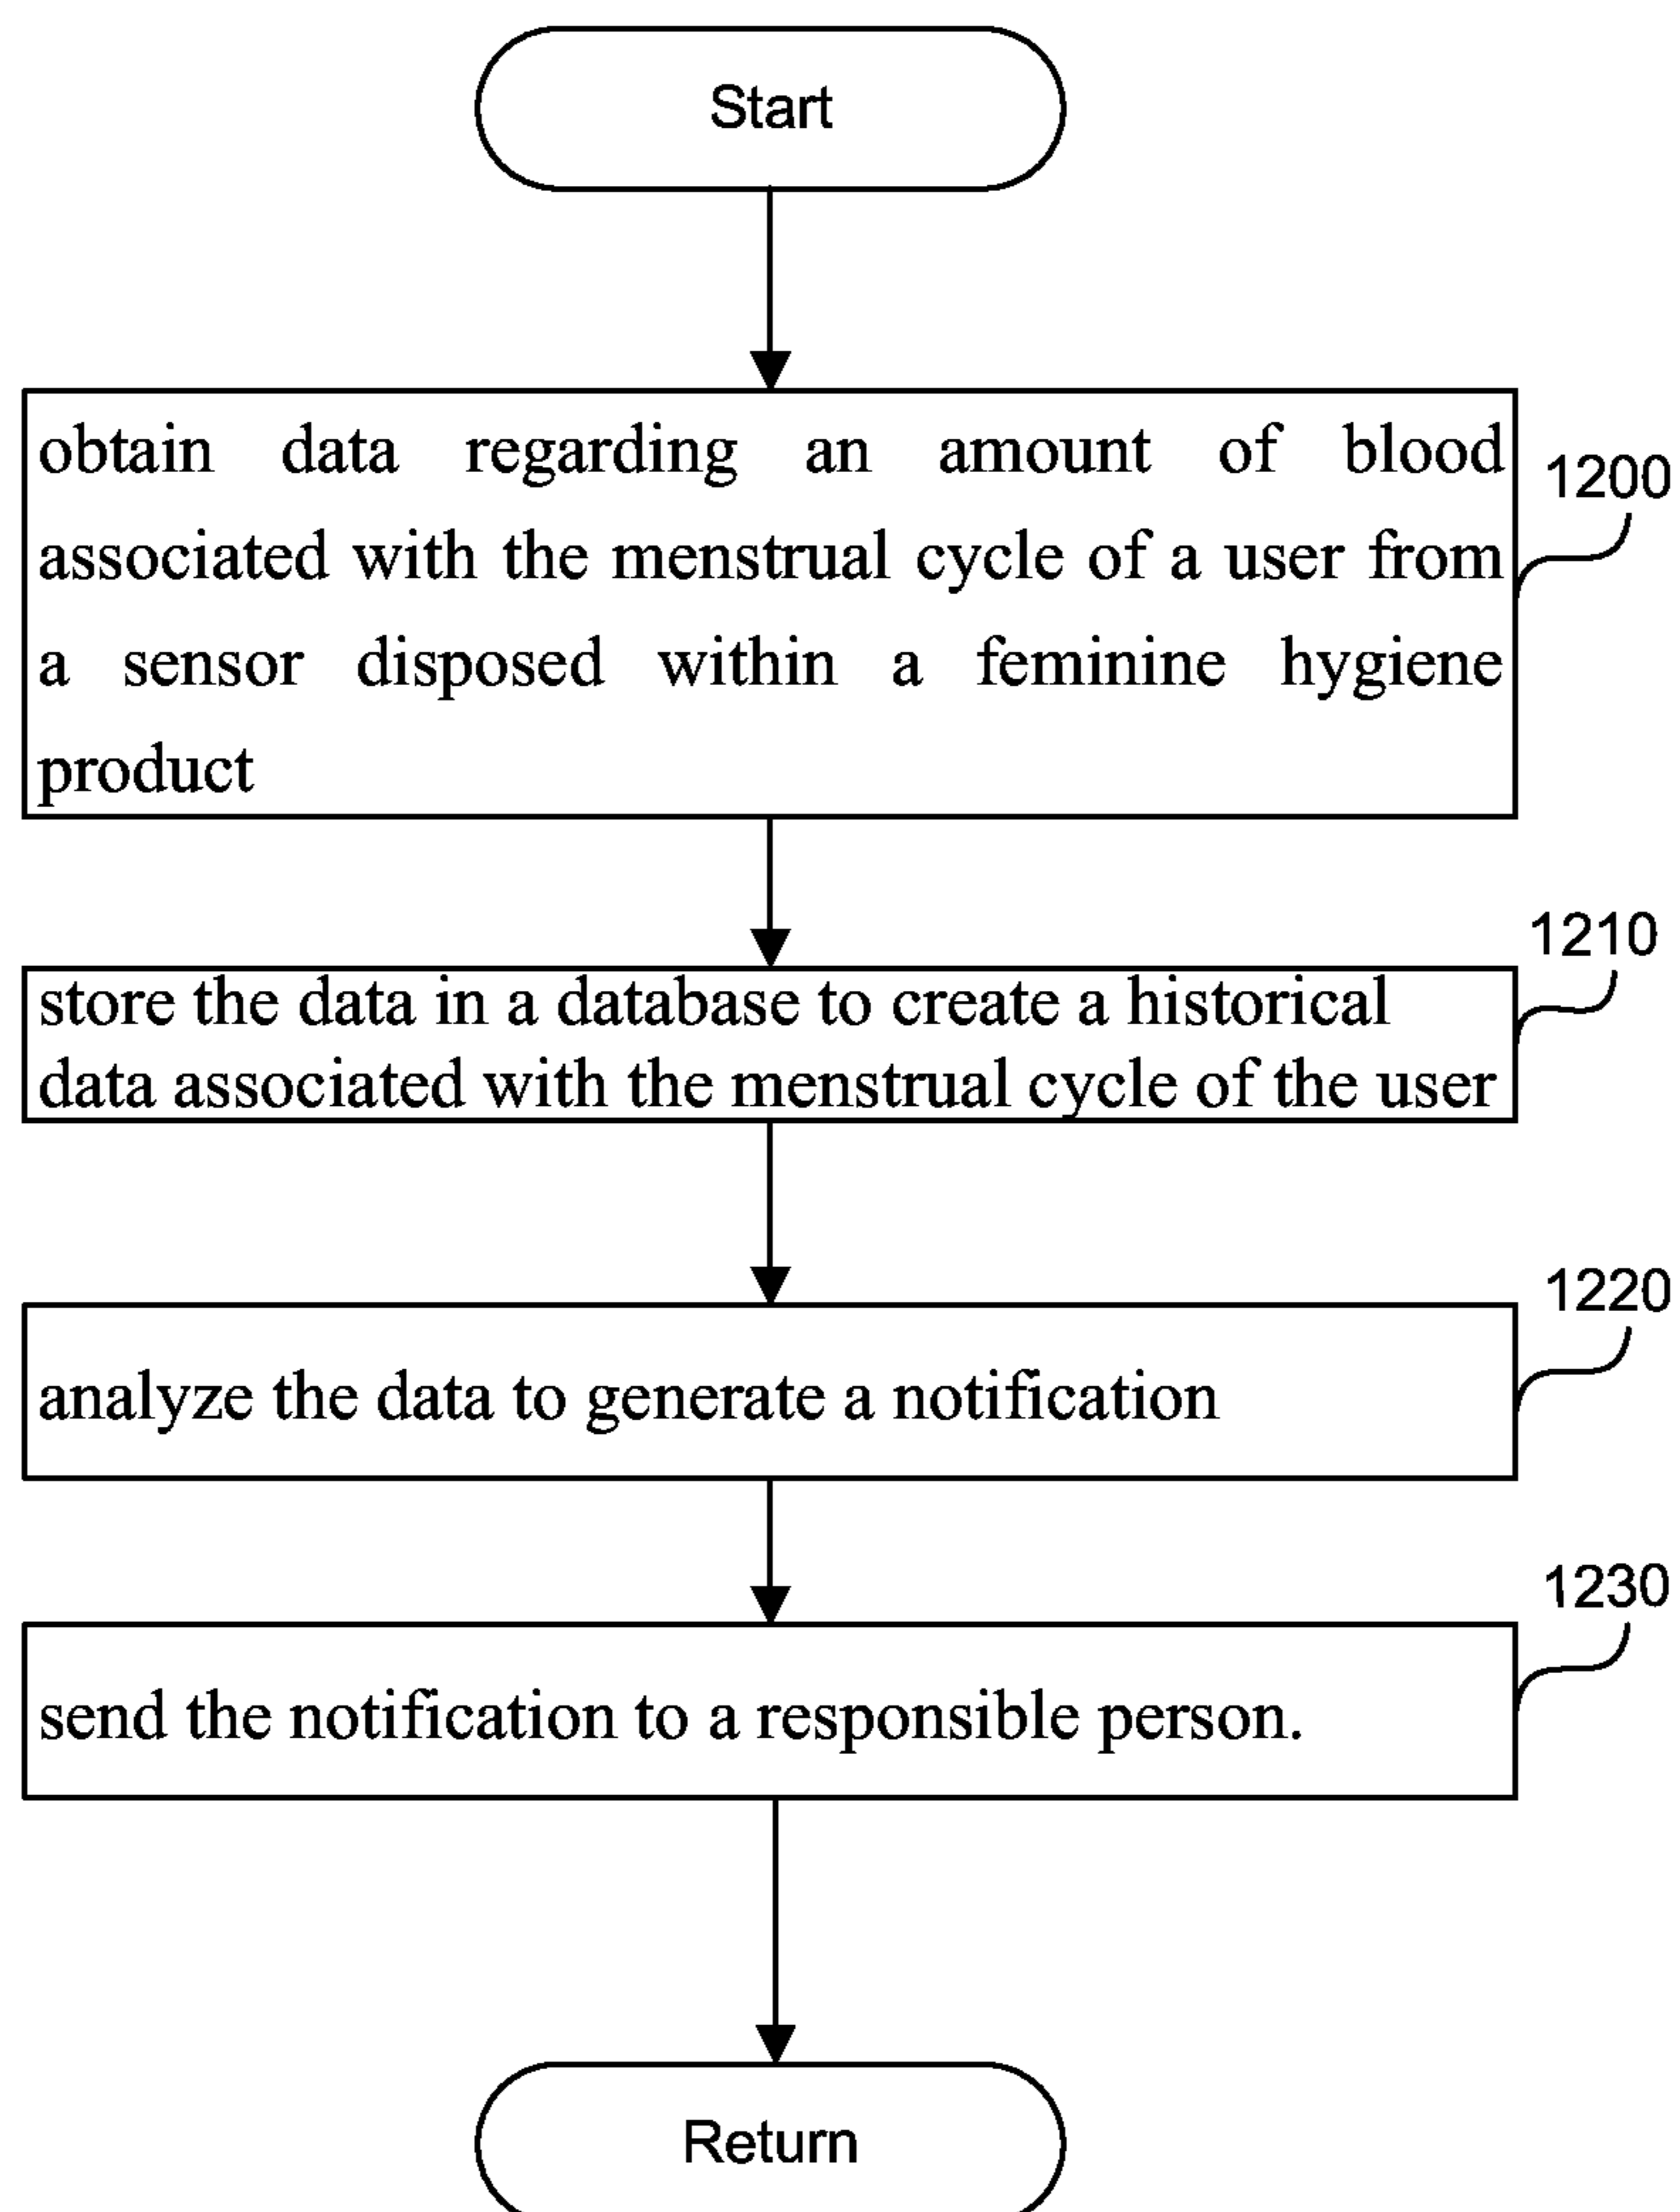 Start
obtain data regarding an amount of blood
1200
associated with the menstrual cycle of a user from
a sensor disposed within a feminine hygiene
product
1210
store the data in a database to create a historical
data associated with the menstrual cycle of the user
1220
analyze the data to generate a notification
1230
send the notification to a responsible person.
Return